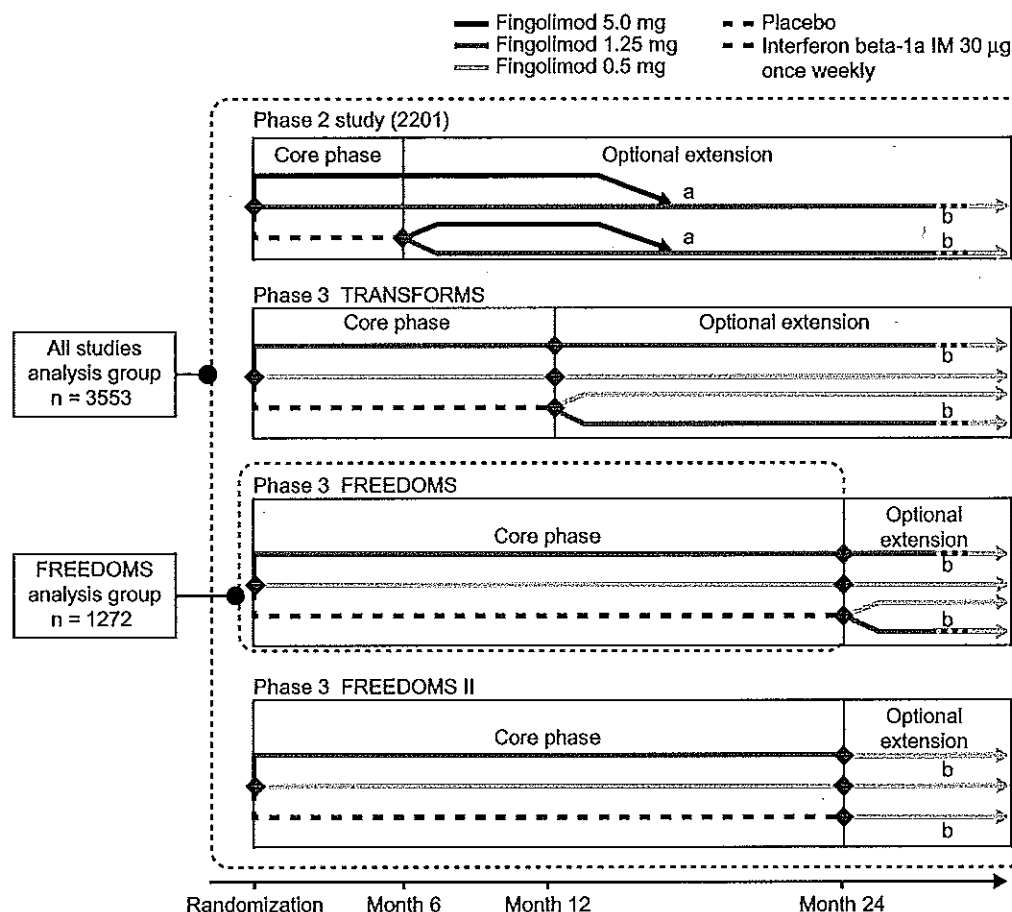 Fingolimod 5.0 mg
Fingolimod 1.25 mg
Fingolimod 0.5 mg
Placebo
Interferon beta-1a IM 30 µg
once weekly
Phase 2 study (2201)
Core phase
Optional extension
a
b
b
a
Phase 3 TRANSFORMS
Core phase
Optional extension
b
b
All studies
analysis group
n = 3553
Phase 3 FREEDOMS
Core phase
Optional
extension
b
b
FREEDOMS
analysis group
n = 1272
Phase 3 FREEDOMS II
Core phase
Optional
extension
b
b
Randomization
Month 6
Month 12
Month 24